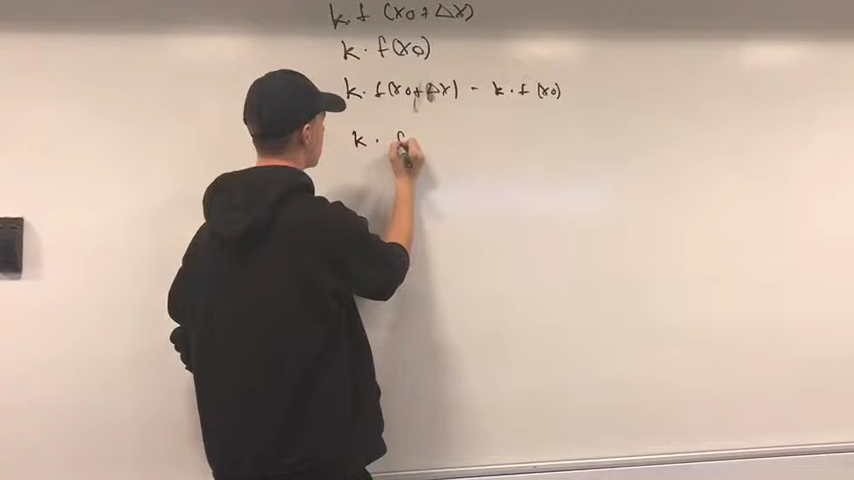 k. f (x0 + Δx)
k · f(x0)
k. f(x0+Δx) - k. f (x0)
k · f